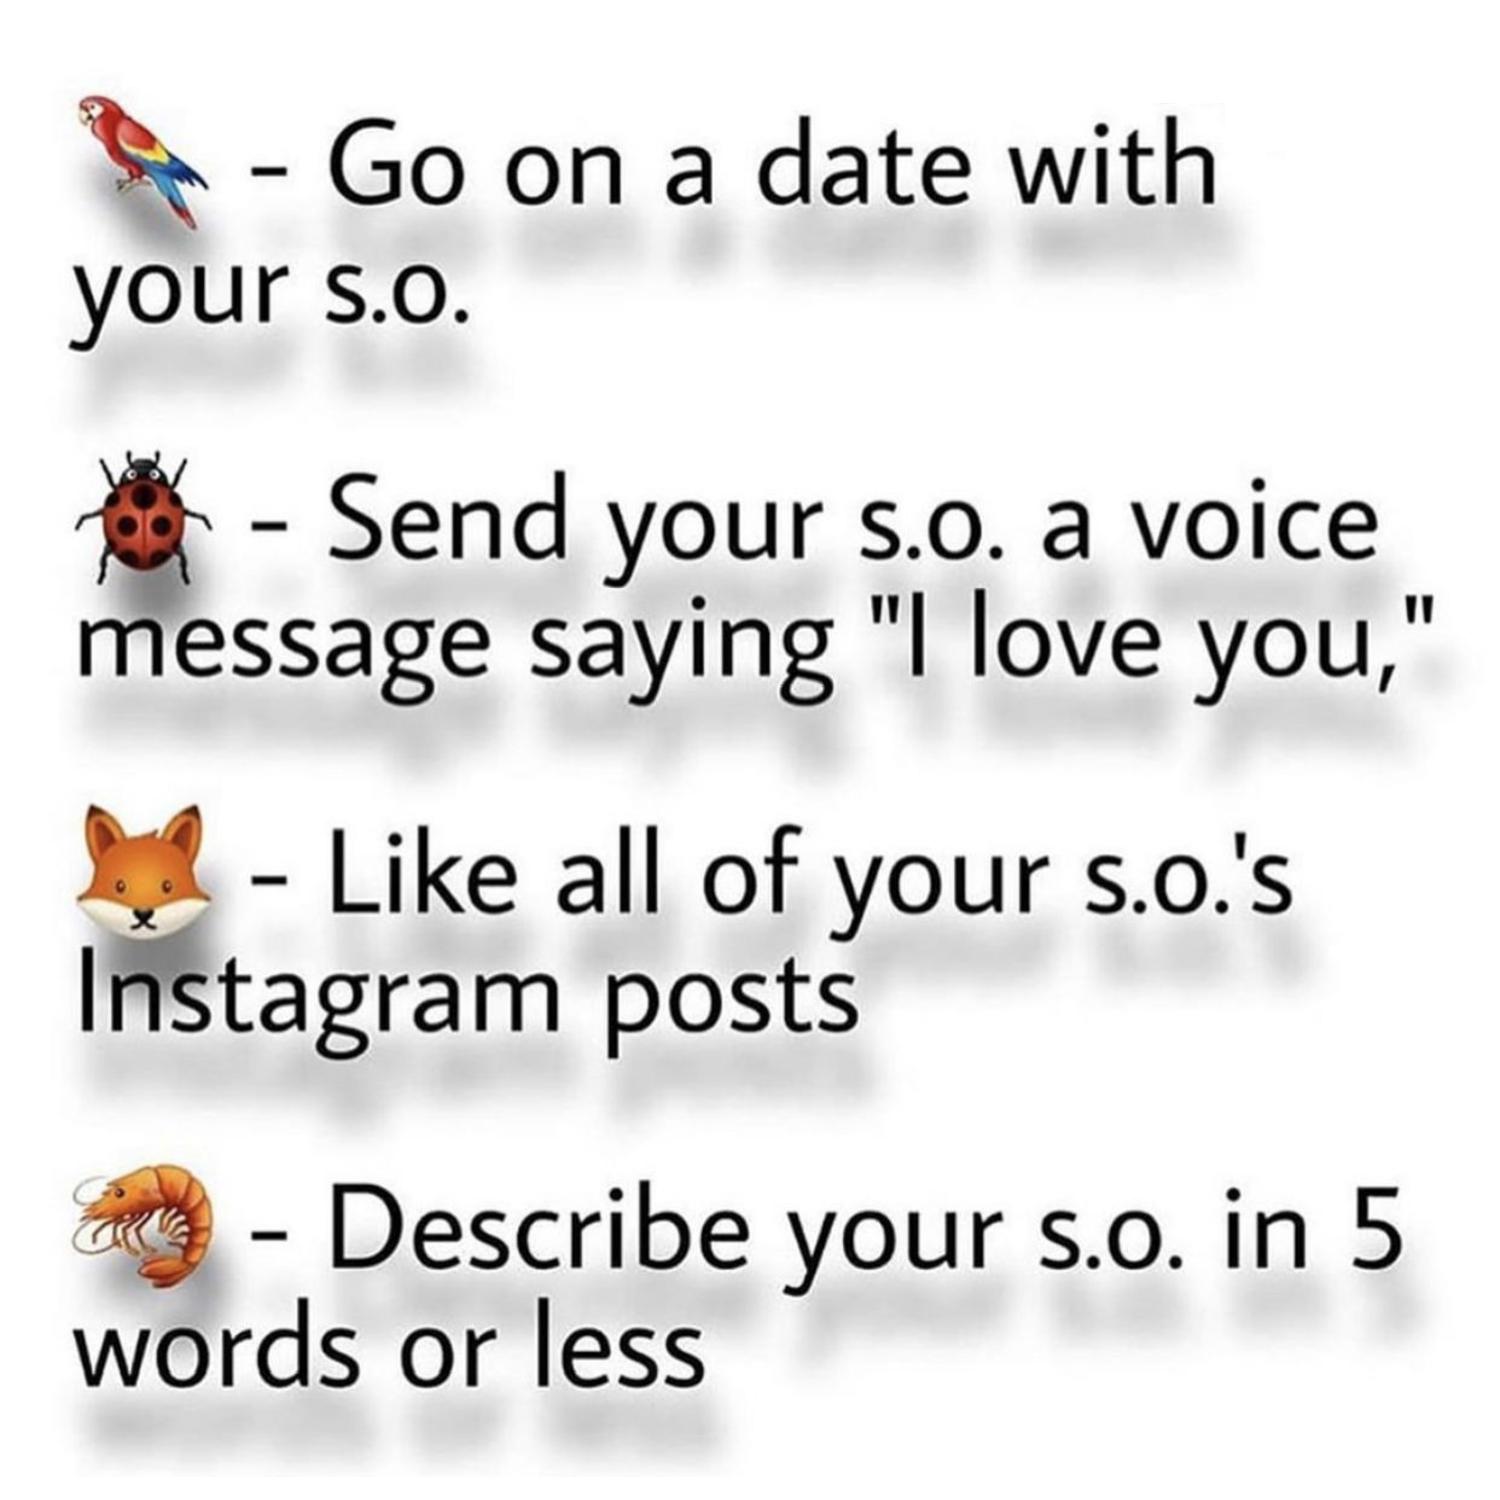 🦜 - Go on a date with
your s.o.
🐞 - Send your s.o. a voice
message saying "I love you,"
🦊 - Like all of your s.o.'s
Instagram posts
🦐 - Describe your s.o. in 5
words or less